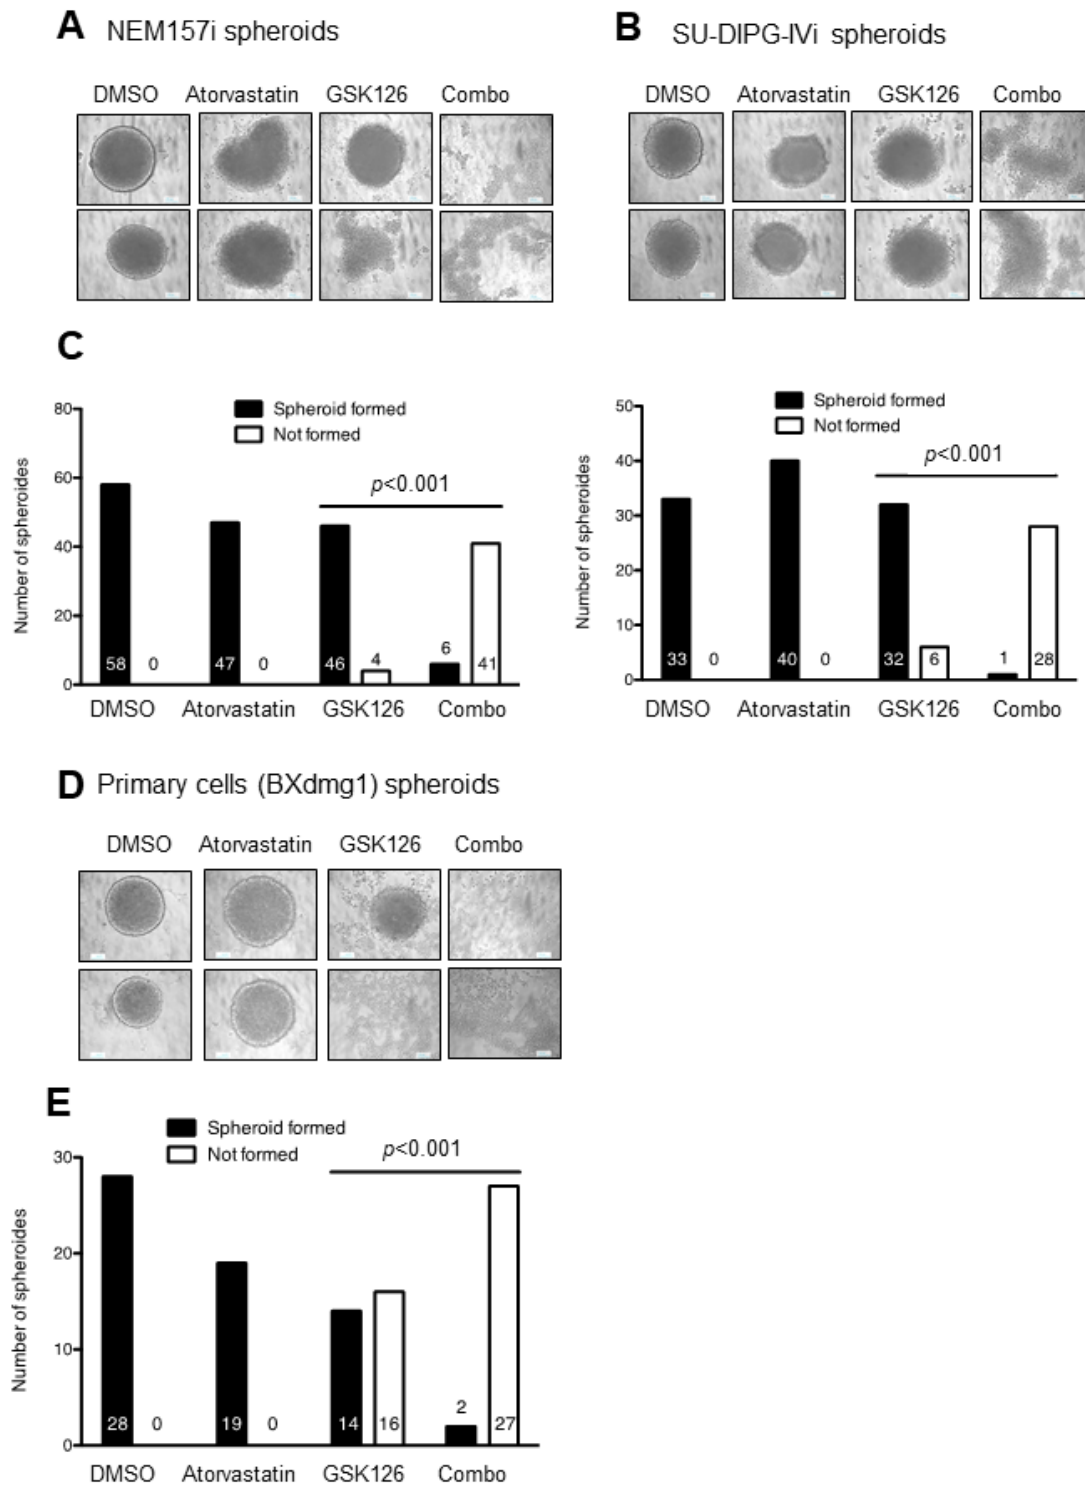 A NEM157i spheroids
B SU-DIPG-IVi spheroids
DMSO Atorvastatin GSK126 Combo
DMSO Atorvastatin GSK126 Combo
C
Number of spheroides
80
60
40
20
0
Spheroid formed
Not formed
p<0.001
58 0 47 0 46 4 6 41
DMSO Atorvastatin GSK126 Combo
Number of spheroides
50
40
30
20
10
0
Spheroid formed
Not formed
p<0.001
33 0 40 0 32 6 1 28
DMSO Atorvastatin GSK126 Combo
D Primary cells (BXdmg1) spheroids
DMSO Atorvastatin GSK126 Combo
E
Number of spheroides
30
20
10
0
Spheroid formed
Not formed
p<0.001
28 0 19 0 14 16 2 27
DMSO Atorvastatin GSK126 Combo